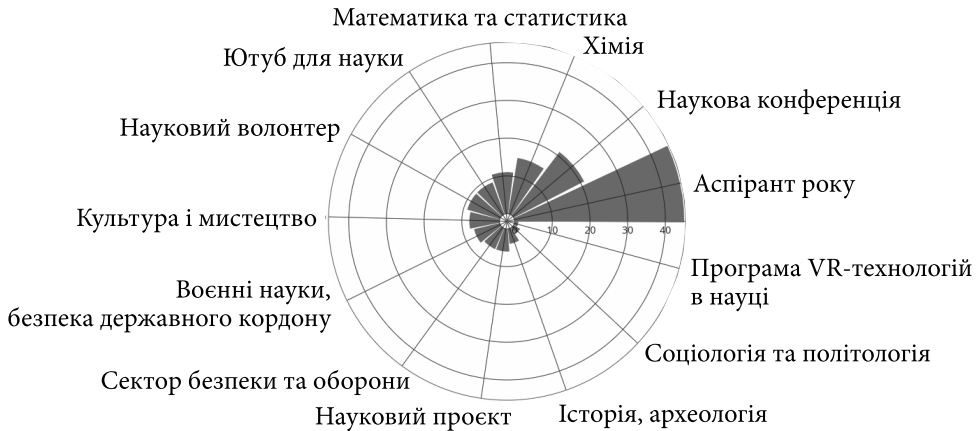 Математика та статистика
Ютуб для науки
Хімія
Наукова конференція
Науковий волонтер
Аспірант року
Культура і мистецтво
0 10 20 30 40
Програма VR-технологій
в науці
Воєнні науки,
безпека державного кордону
Соціологія та політологія
Сектор безпеки та оборони
Науковий проєкт
Історія, археологія